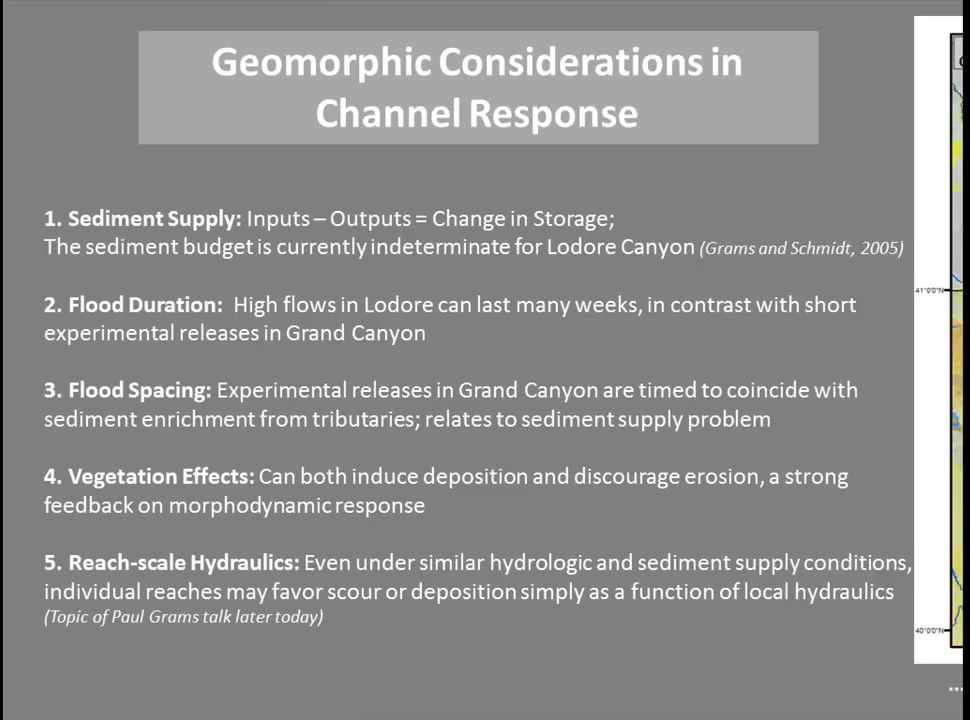 Geomorphic Considerations in
Channel Response
1. Sediment Supply: Inputs – Outputs = Change in Storage;
The sediment budget is currently indeterminate for Lodore Canyon (Grams and Schmidt, 2005)
2. Flood Duration:  High flows in Lodore can last many weeks, in contrast with short
experimental releases in Grand Canyon
3. Flood Spacing: Experimental releases in Grand Canyon are timed to coincide with
sediment enrichment from tributaries; relates to sediment supply problem
4. Vegetation Effects: Can both induce deposition and discourage erosion, a strong
feedback on morphodynamic response
5. Reach-scale Hydraulics: Even under similar hydrologic and sediment supply conditions,
individual reaches may favor scour or deposition simply as a function of local hydraulics
(Topic of Paul Grams talk later today)
41°0'0"N
40°0'0"N